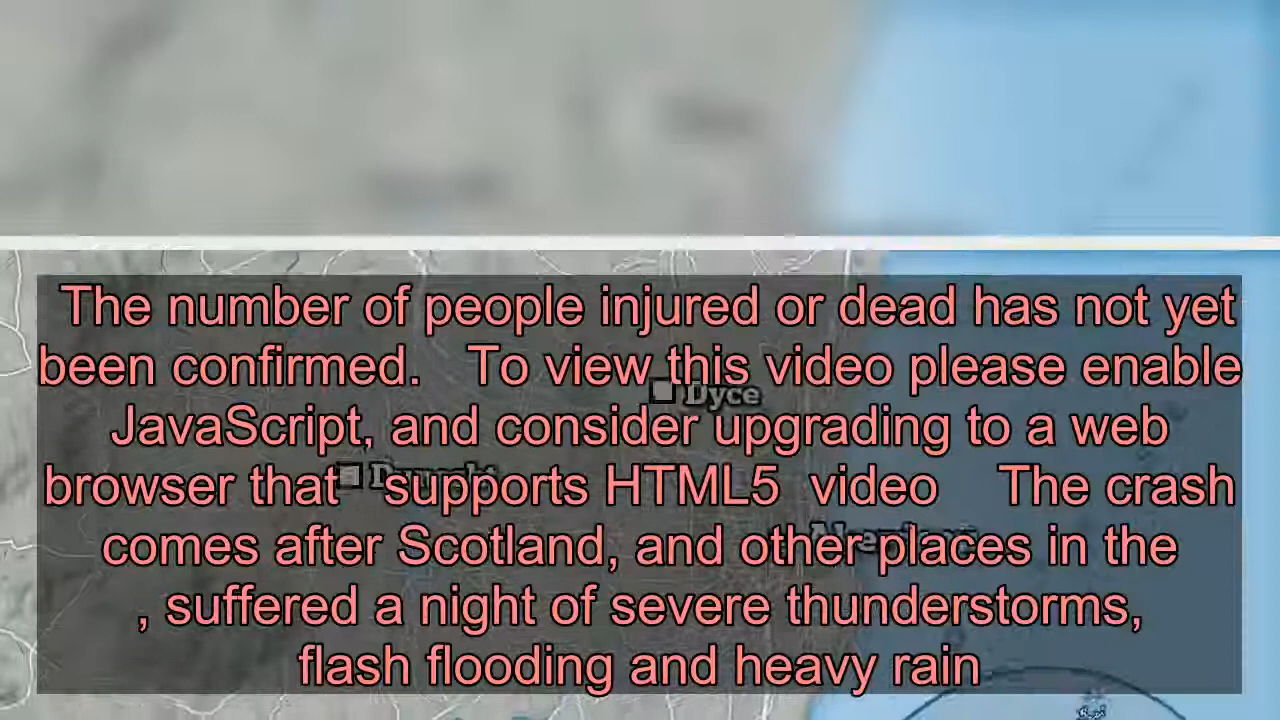 The number of people injured or dead has not yet
been confirmed. To view this video please enable
Dyce
JavaScript, and consider upgrading to a web
browser that supports HTML5 video The crash
comes after Scotland, and other places in the
, suffered a night of severe thunderstorms,
flash flooding and heavy rain